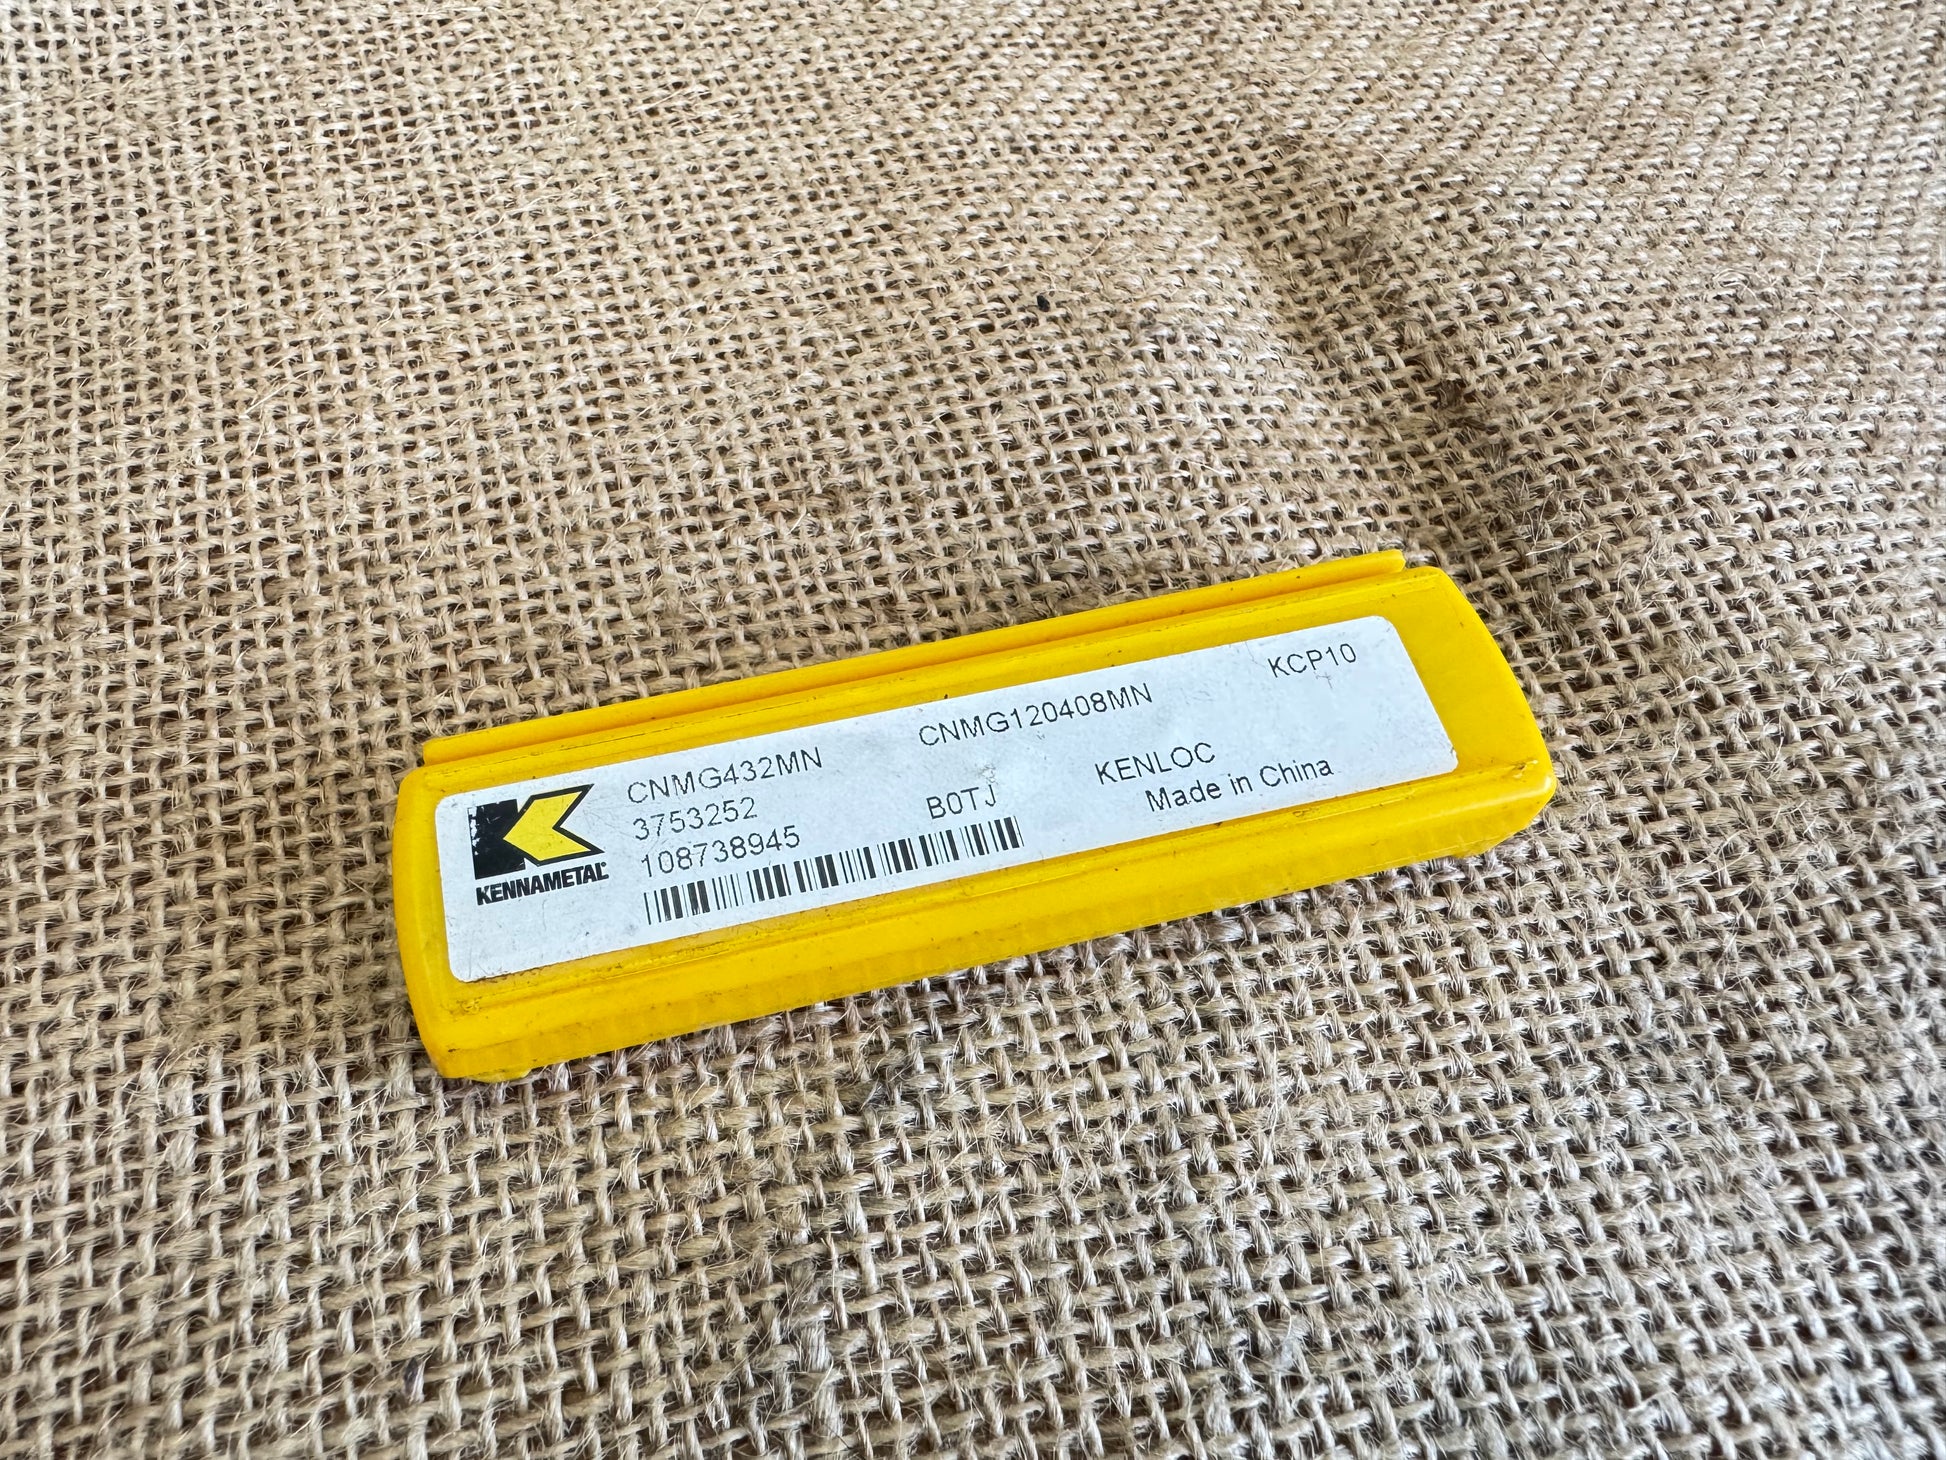 CNMG432MN CNMG120408MN KCP10
3753252 KENLOC
108738945 B0TJ Made in China
KENNAMETAL